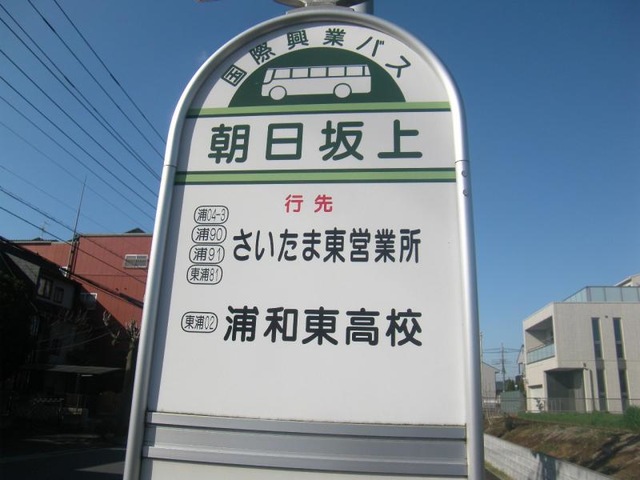 国際興業バス
朝日坂上
行先
浦04-3
浦90
浦91
東浦81
さいたま東営業所
東浦02
浦和東高校